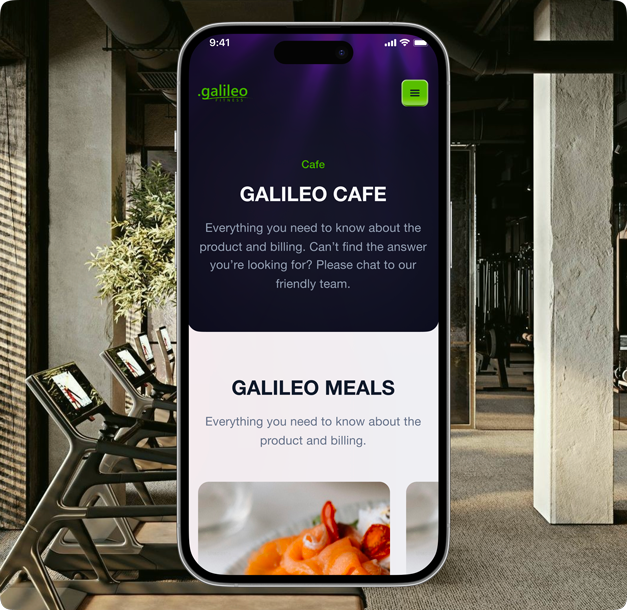 9:41
.galileo
FITNESS
Cafe
GALILEO CAFE
Everything you need to know about the
product and billing. Can't find the answer
you're looking for? Please chat to our
friendly team.
GALILEO MEALS
Everything you need to know about the
product and billing.